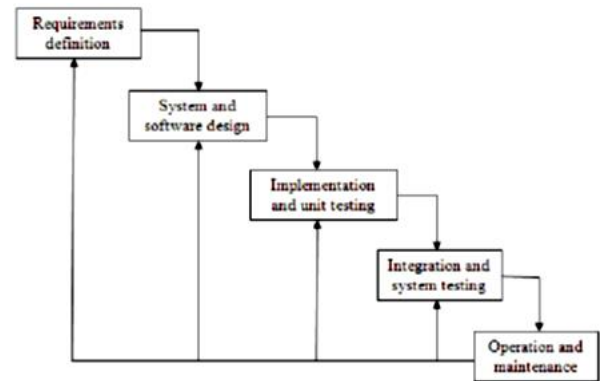 Requirements
definition
System and
software design
Implementation
and unit testing
Integration and
system testing
Operation and
maintenance